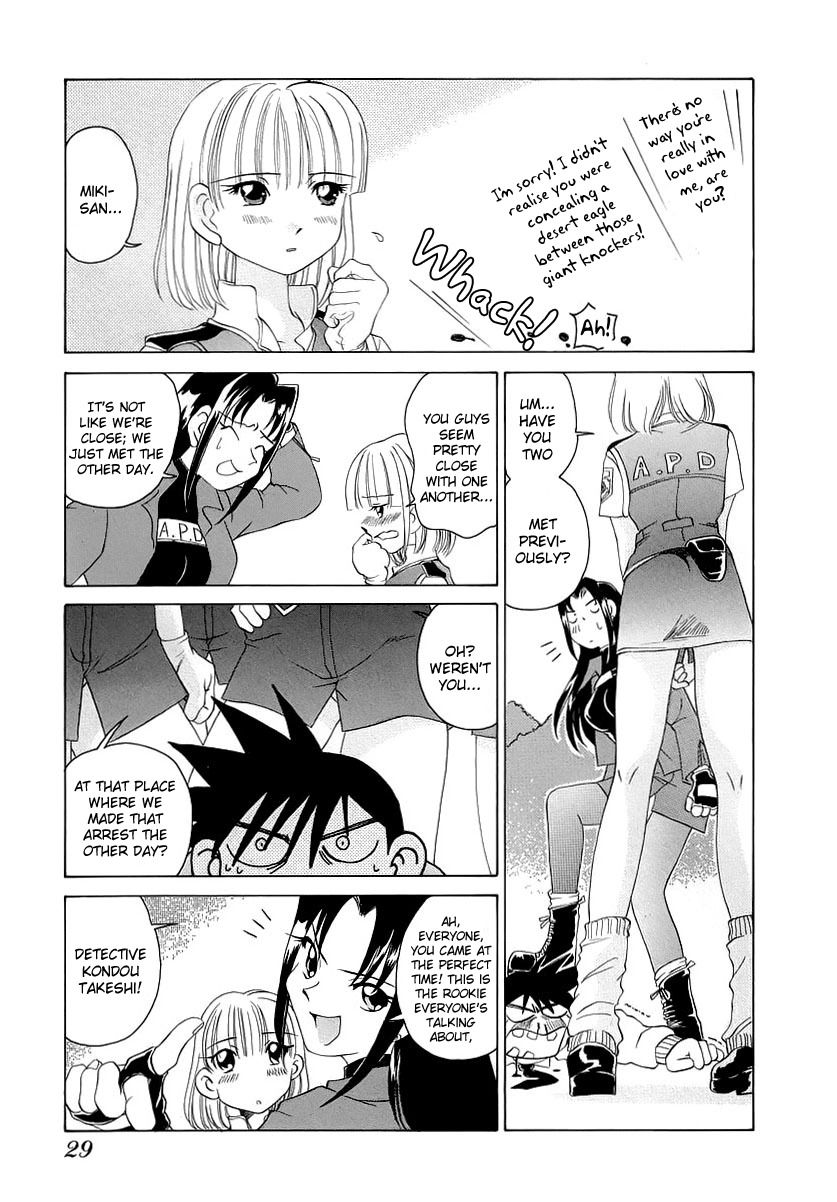 There's no
way you're
really in
love with
me, are
you?
I'm sorry! I didn't
realise you were
concealing a
desert eagle
between those
giant knockers!
Whack!
Ah!
MIKI-
SAN...
UM...
HAVE
YOU
TWO
MET
PREVI-
OUSLY?
A.P.D
YOU GUYS
SEEM
PRETTY
CLOSE
WITH ONE
ANOTHER...
IT'S NOT
LIKE WE'RE
CLOSE; WE
JUST MET THE
OTHER DAY.
A.P.D
OH?
WEREN'T
YOU...
AT THAT PLACE
WHERE WE
MADE THAT
ARREST THE
OTHER DAY?
AH,
EVERYONE,
YOU CAME
AT THE
PERFECT
TIME! THIS IS
THE ROOKIE
EVERYONE'S
TALKING
ABOUT,
DETECTIVE
KONDOU
TAKESHI!
29